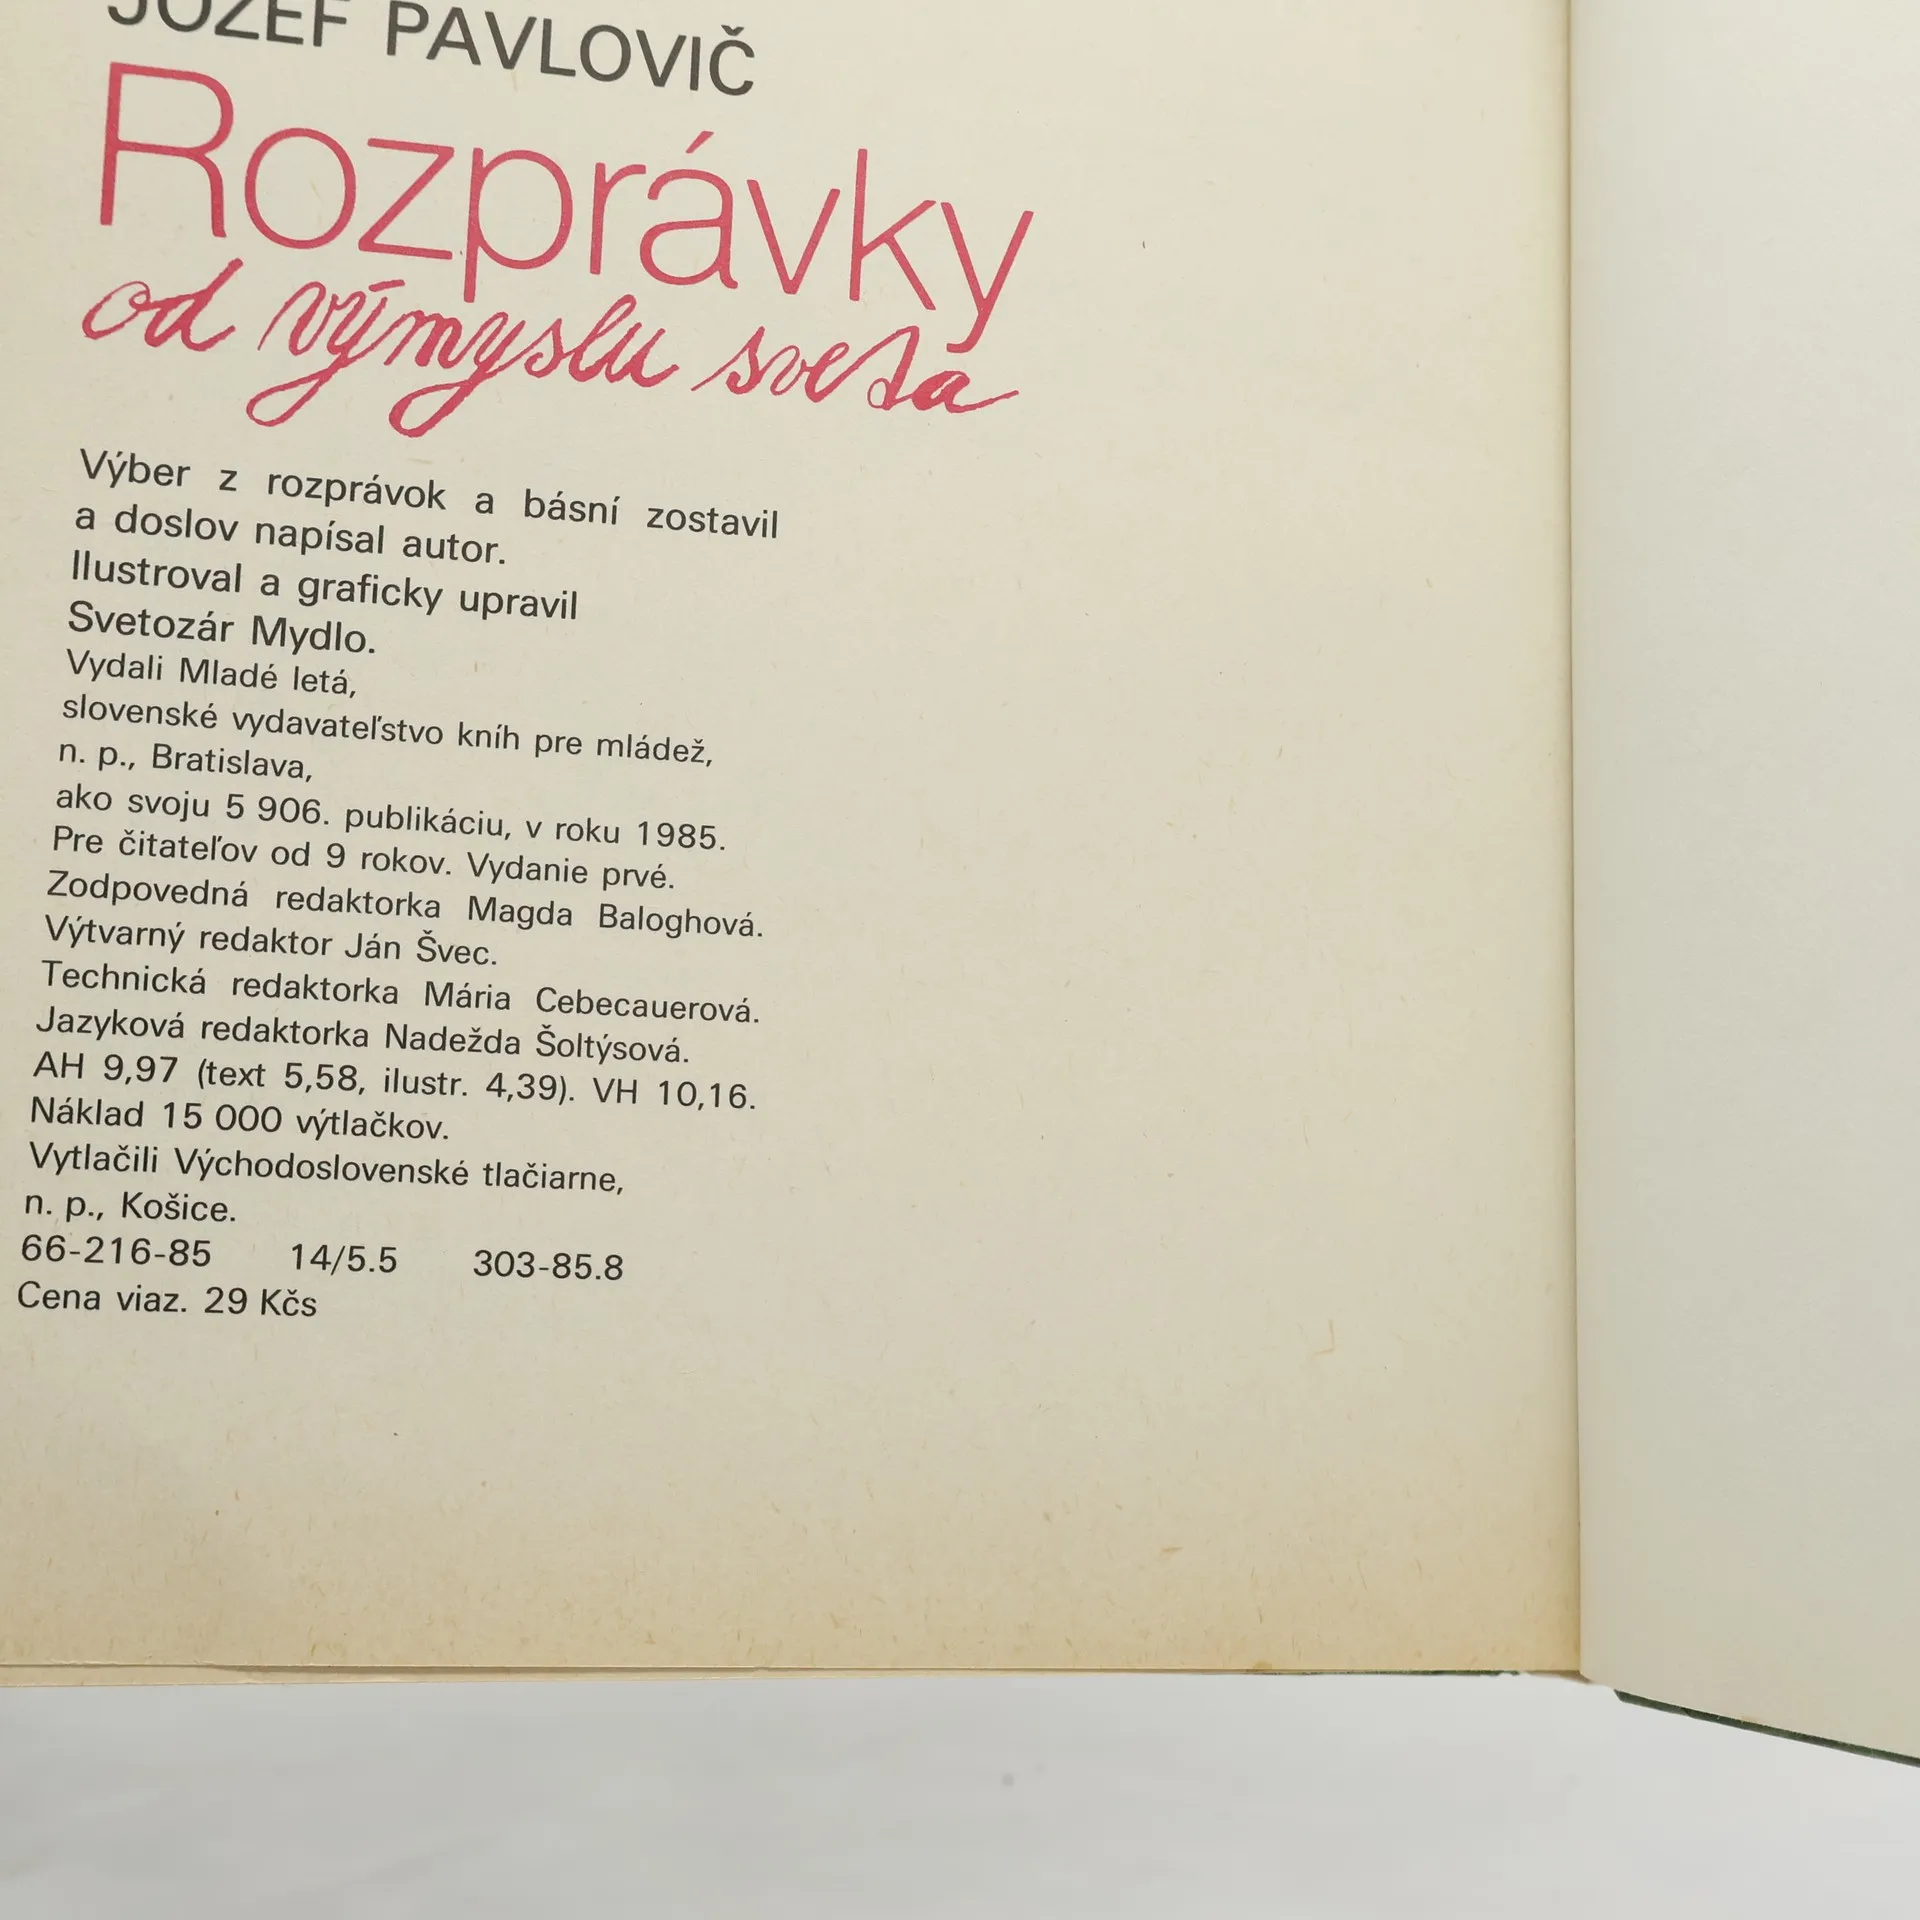 JOZEF PAVLOVIČ
Rozprávky
od výmyslu sveta
Výber z rozprávok a básní zostavil
a doslov napísal autor.
Ilustroval a graficky upravil
Svetozár Mydlo.
Vydali Mladé letá,
slovenské vydavateľstvo kníh pre mládež,
n. p., Bratislava,
ako svoju 5 906. publikáciu, v roku 1985.
Pre čitateľov od 9 rokov. Vydanie prvé.
Zodpovedná redaktorka Magda Baloghová.
Výtvarný redaktor Ján Švec.
Technická redaktorka Mária Cebecauerová.
Jazyková redaktorka Nadežda Šoltýsová.
AH 9,97 (text 5,58, ilustr. 4,39). VH 10,16.
Náklad 15 000 výtlačkov.
Vytlačili Východoslovenské tlačiarne,
n. p., Košice.
66-216-85 14/5.5 303-85.8
Cena viaz. 29 Kčs